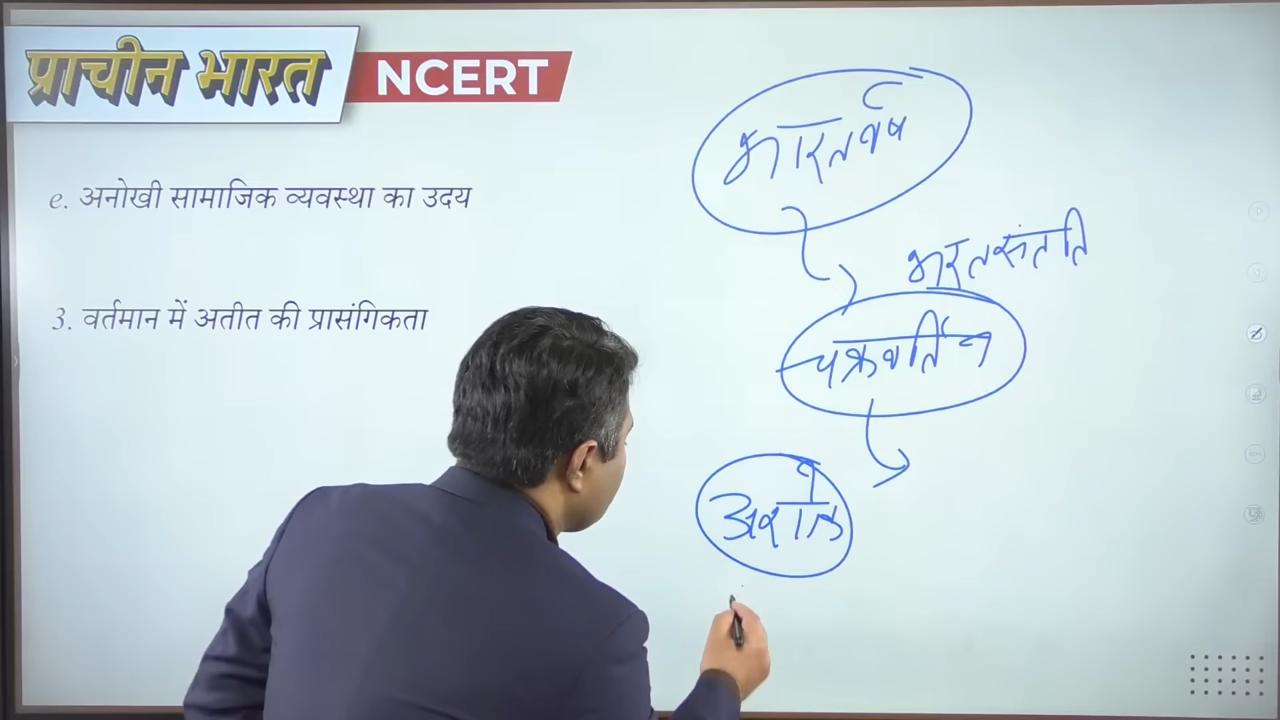 प्राचीन भारत NCERT
e. अनोखी सामाजिक व्यवस्था का उदय
3. वर्तमान में अतीत की प्रासंगिकता
भारतवर्ष
भरतसंतति
चक्रवर्तिन
अशोक